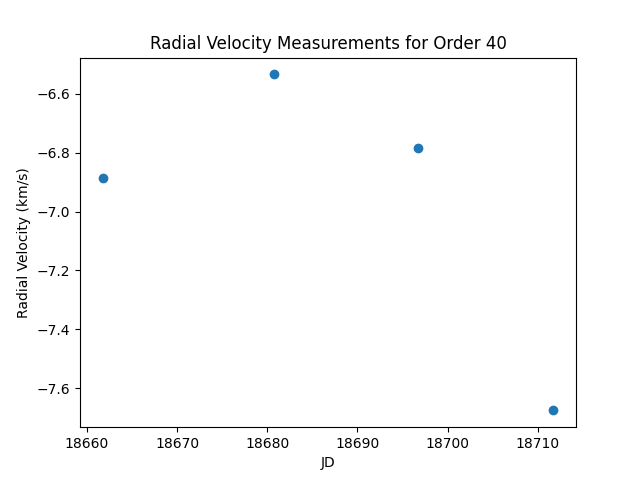 Radial Velocity Measurements for Order 40
Radial Velocity (km/s)
−6.6
−6.8
−7.0
−7.2
−7.4
−7.6
18660 18670 18680 18690 18700 18710
JD